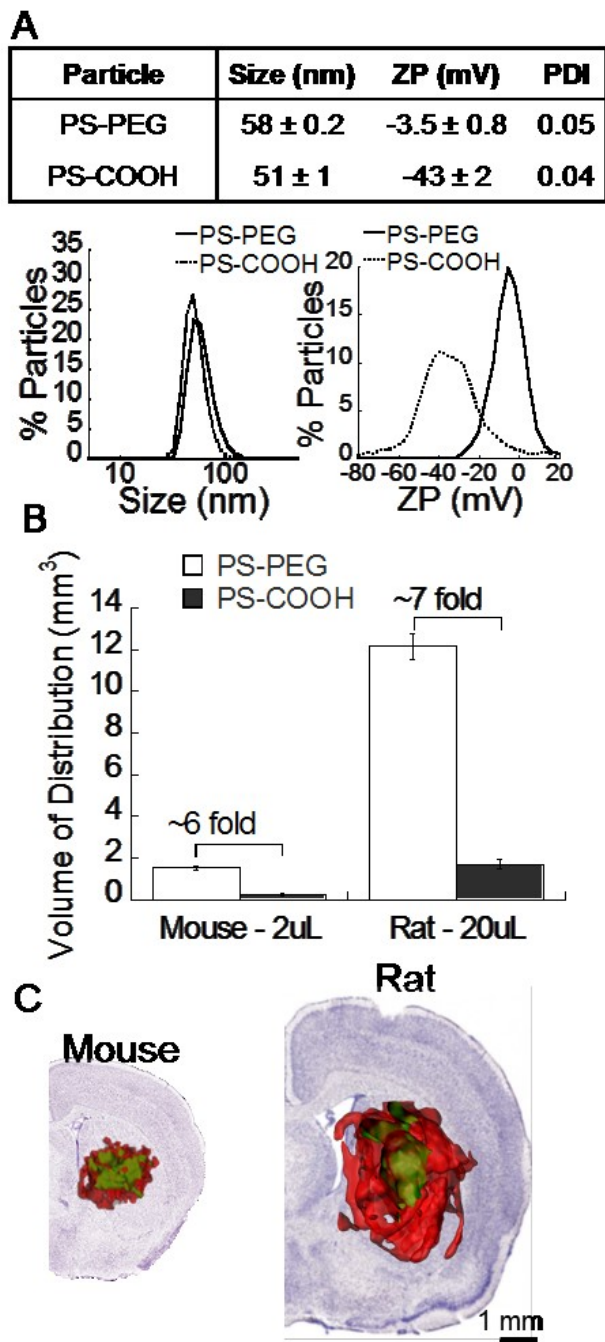 A
Particle Size (nm) ZP (mV) PDI
PS-PEG 58 ± 0.2 -3.5 ± 0.8 0.05
PS-COOH 51 ± 1 -43 ± 2 0.04
PS-PEG
PS-COOH
% Particles
35
30
25
20
15
10
5
0
10 100
Size (nm)
PS-PEG
PS-COOH
% Particles
20
15
10
5
0
-80 -60 -40 -20 0 20
ZP (mV)
B
PS-PEG
PS-COOH
Volume of Distribution (mm³)
14
12
10
8
6
4
2
0
~6 fold
~7 fold
Mouse - 2uL Rat - 20uL
C
Mouse
Rat
1 mm